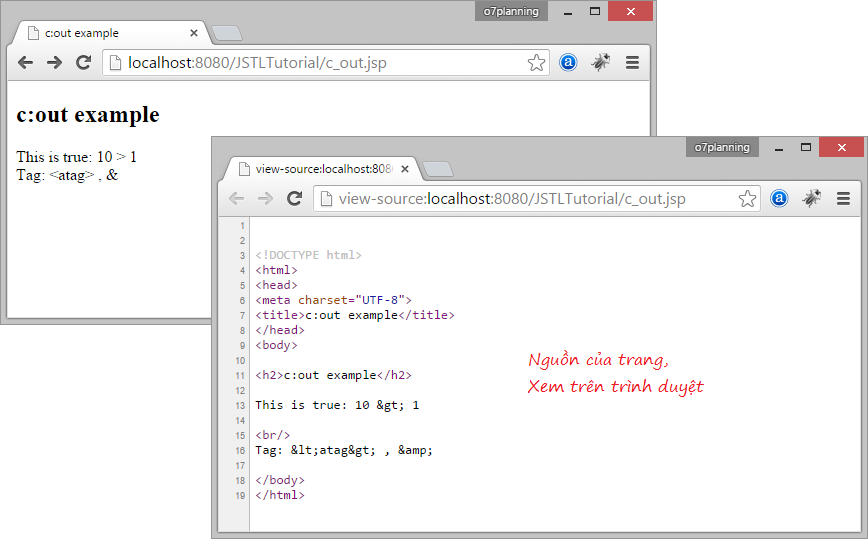 o7planning
c:out example
localhost:8080/JSTLTutorial/c_out.jsp
a
c:out example
This is true: 10 > 1
Tag: <atag> , &
o7planning
view-source:localhost:808
view-source:localhost:8080/JSTLTutorial/c_out.jsp
a
1
2
3 <!DOCTYPE html>
4 <html>
5 <head>
6 <meta charset="UTF-8">
7 <title>c:out example</title>
8 </head>
9 <body>
10
11 <h2>c:out example</h2>
12
13 This is true: 10 &gt; 1
14
15 <br/>
16 Tag: &lt;atag&gt; , &amp;
17
18 </body>
19 </html>
Nguồn của trang,
Xem trên trình duyệt